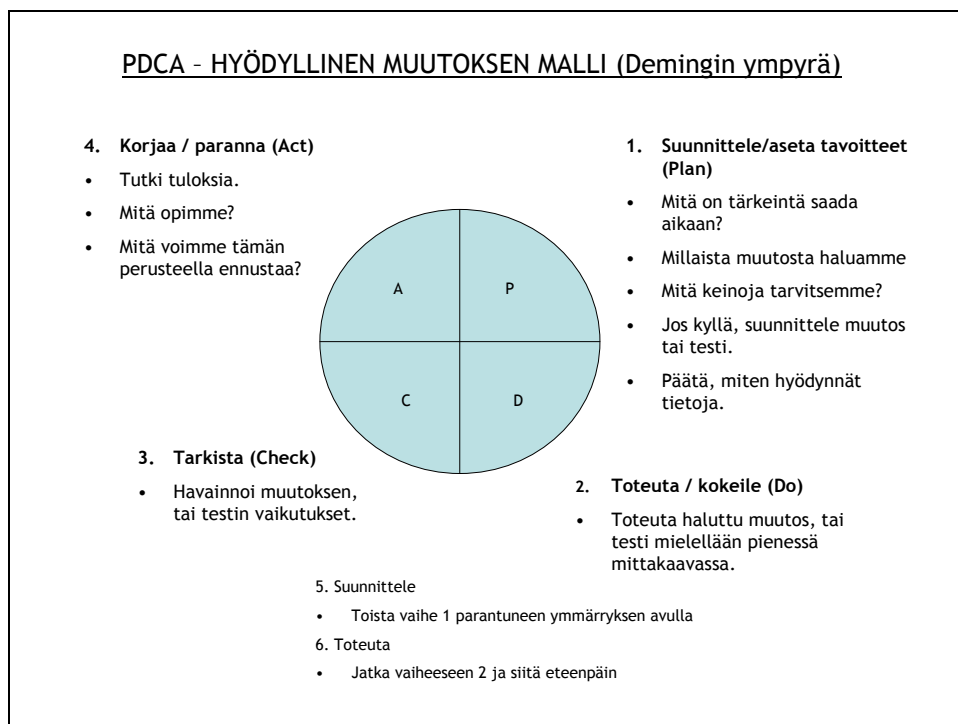 PDCA – HYÖDYLLINEN MUUTOKSEN MALLI (Demingin ympyrä)
4. Korjaa / paranna (Act)
• Tutki tuloksia.
• Mitä opimme?
• Mitä voimme tämän
perusteella ennustaa?
1. Suunnittele/aseta tavoitteet
(Plan)
• Mitä on tärkeintä saada
aikaan?
• Millaista muutosta haluamme
• Mitä keinoja tarvitsemme?
• Jos kyllä, suunnittele muutos
tai testi.
• Päätä, miten hyödynnät
tietoja.
A
P
C
D
3. Tarkista (Check)
• Havainnoi muutoksen,
tai testin vaikutukset.
2. Toteuta / kokeile (Do)
• Toteuta haluttu muutos, tai
testi mielellään pienessä
mittakaavassa.
5. Suunnittele
• Toista vaihe 1 parantuneen ymmärryksen avulla
6. Toteuta
• Jatka vaiheeseen 2 ja siitä eteenpäin